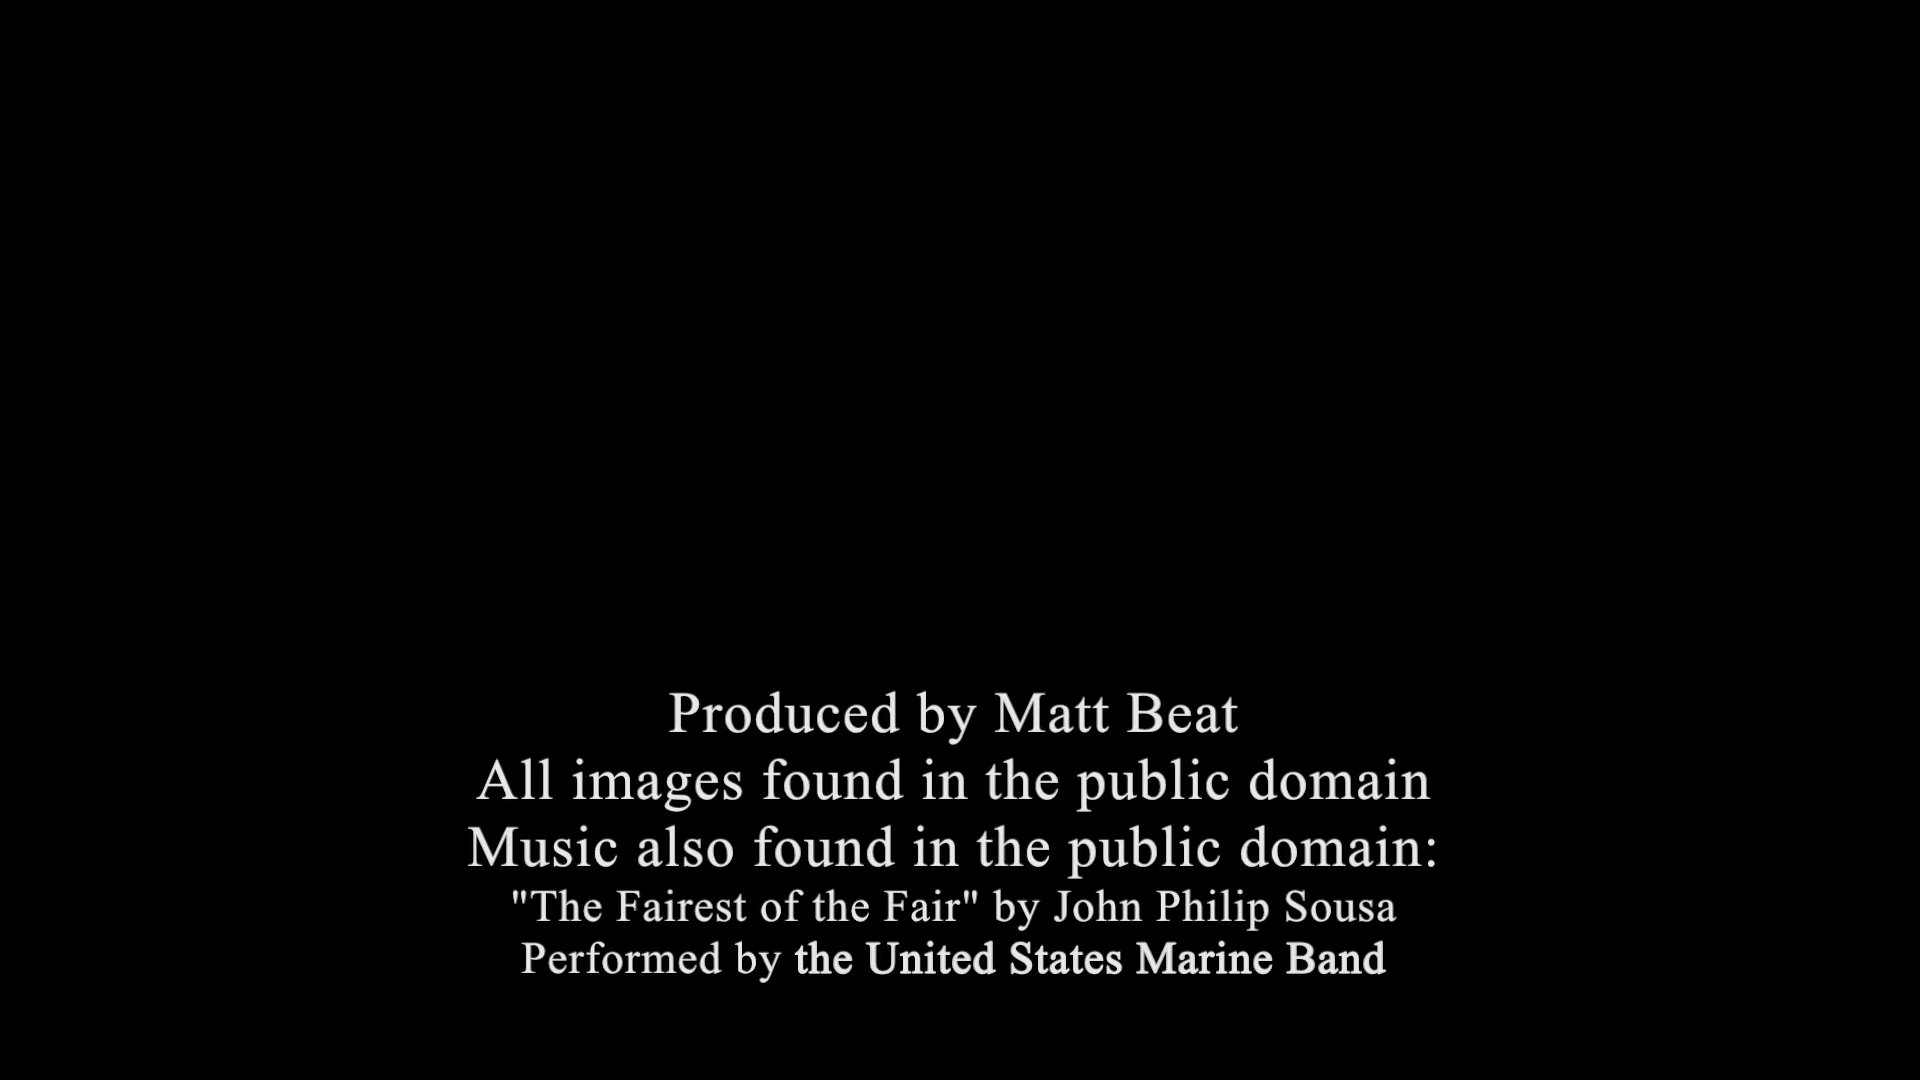 Produced by Matt Beat
All images found in the public domain
Music also found in the public domain:
"The Fairest of the Fair" by John Philip Sousa
Performed by the United States Marine Band